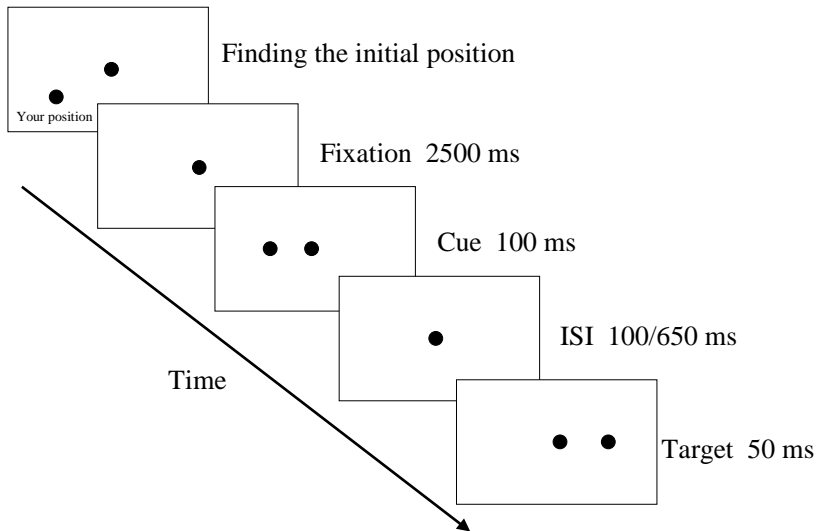 Finding the initial position
Your position
Fixation 2500 ms
Cue 100 ms
ISI 100/650 ms
Time
Target 50 ms